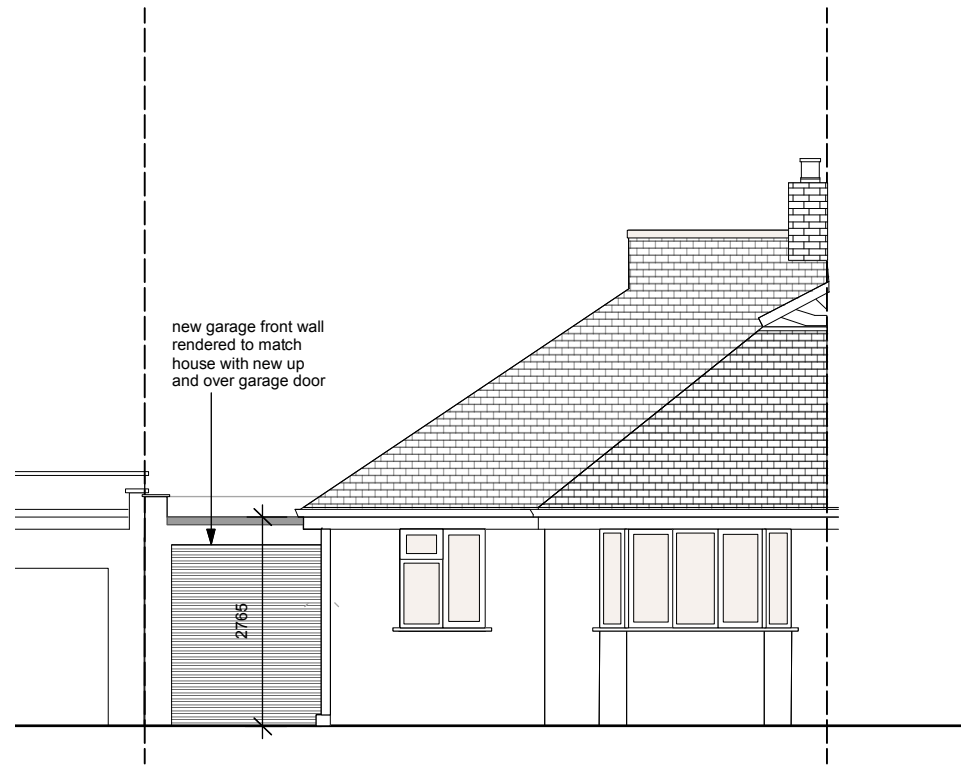 new garage front wall
rendered to match
house with new up
and over garage door
2765